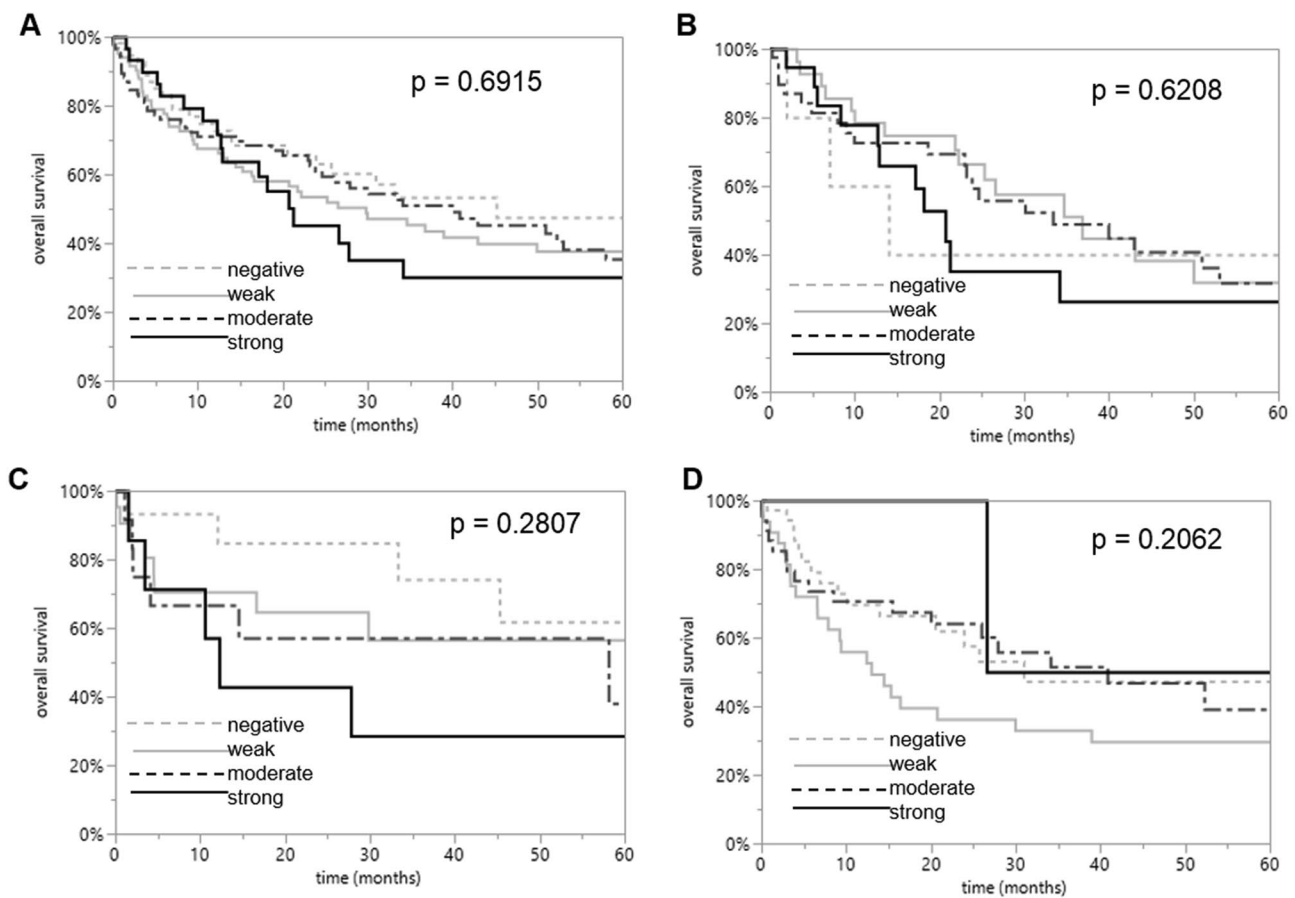 A
100%
80%
60%
40%
20%
0%
overall survival
p = 0.6915
negative
weak
moderate
strong
0 10 20 30 40 50 60
time (months)
B
100%
80%
60%
40%
20%
0%
overall survival
p = 0.6208
negative
weak
moderate
strong
0 10 20 30 40 50 60
time (months)
C
100%
80%
60%
40%
20%
0%
overall survival
p = 0.2807
negative
weak
moderate
strong
0 10 20 30 40 50 60
time (months)
D
100%
80%
60%
40%
20%
0%
overall survival
p = 0.2062
negative
weak
moderate
strong
0 10 20 30 40 50 60
time (months)